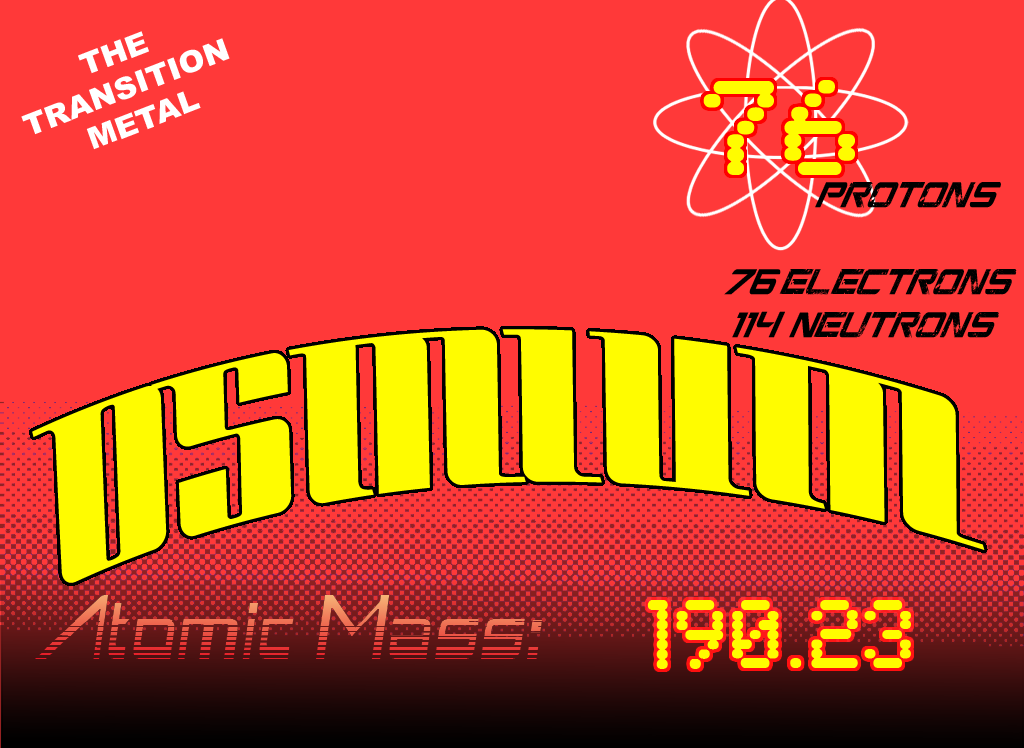 THE
TRANSITION
METAL
76
PROTONS
76 ELECTRONS
114 NEUTRONS
OSMIUM
Atomic Mass: 190.23